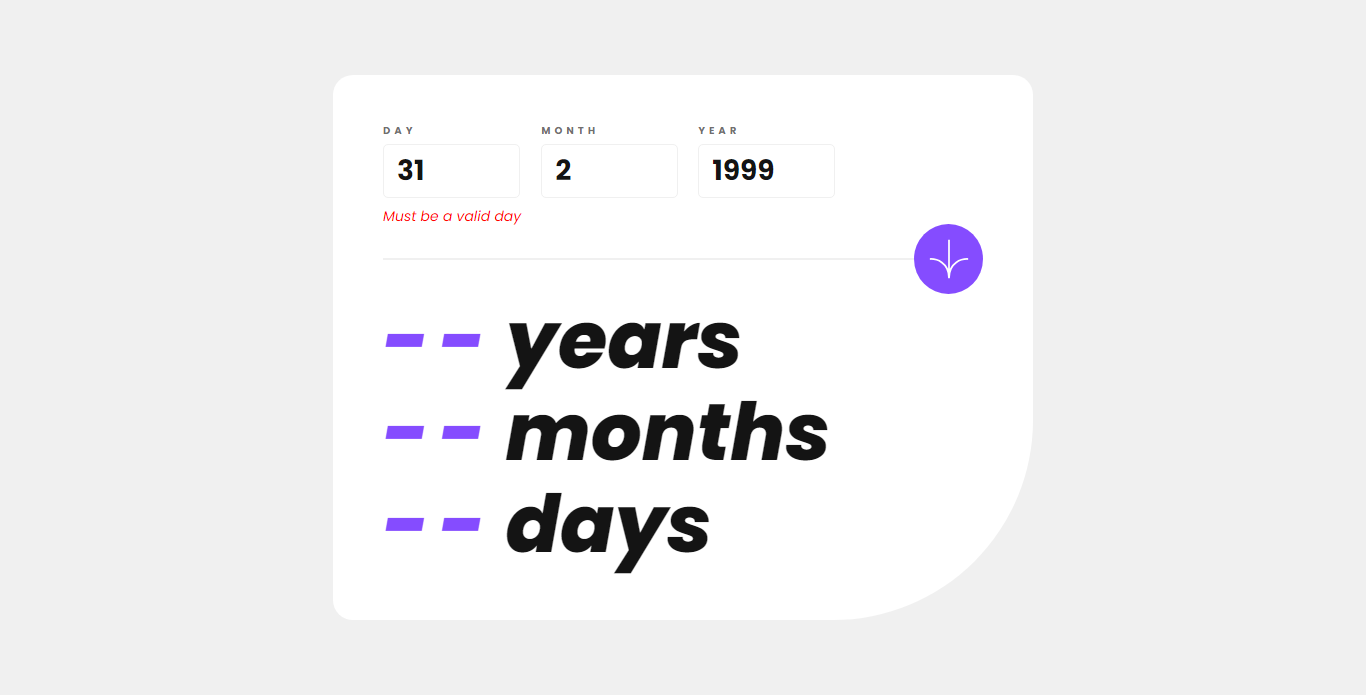 DAY MONTH YEAR
31 2 1999
Must be a valid day
-- years
-- months
-- days